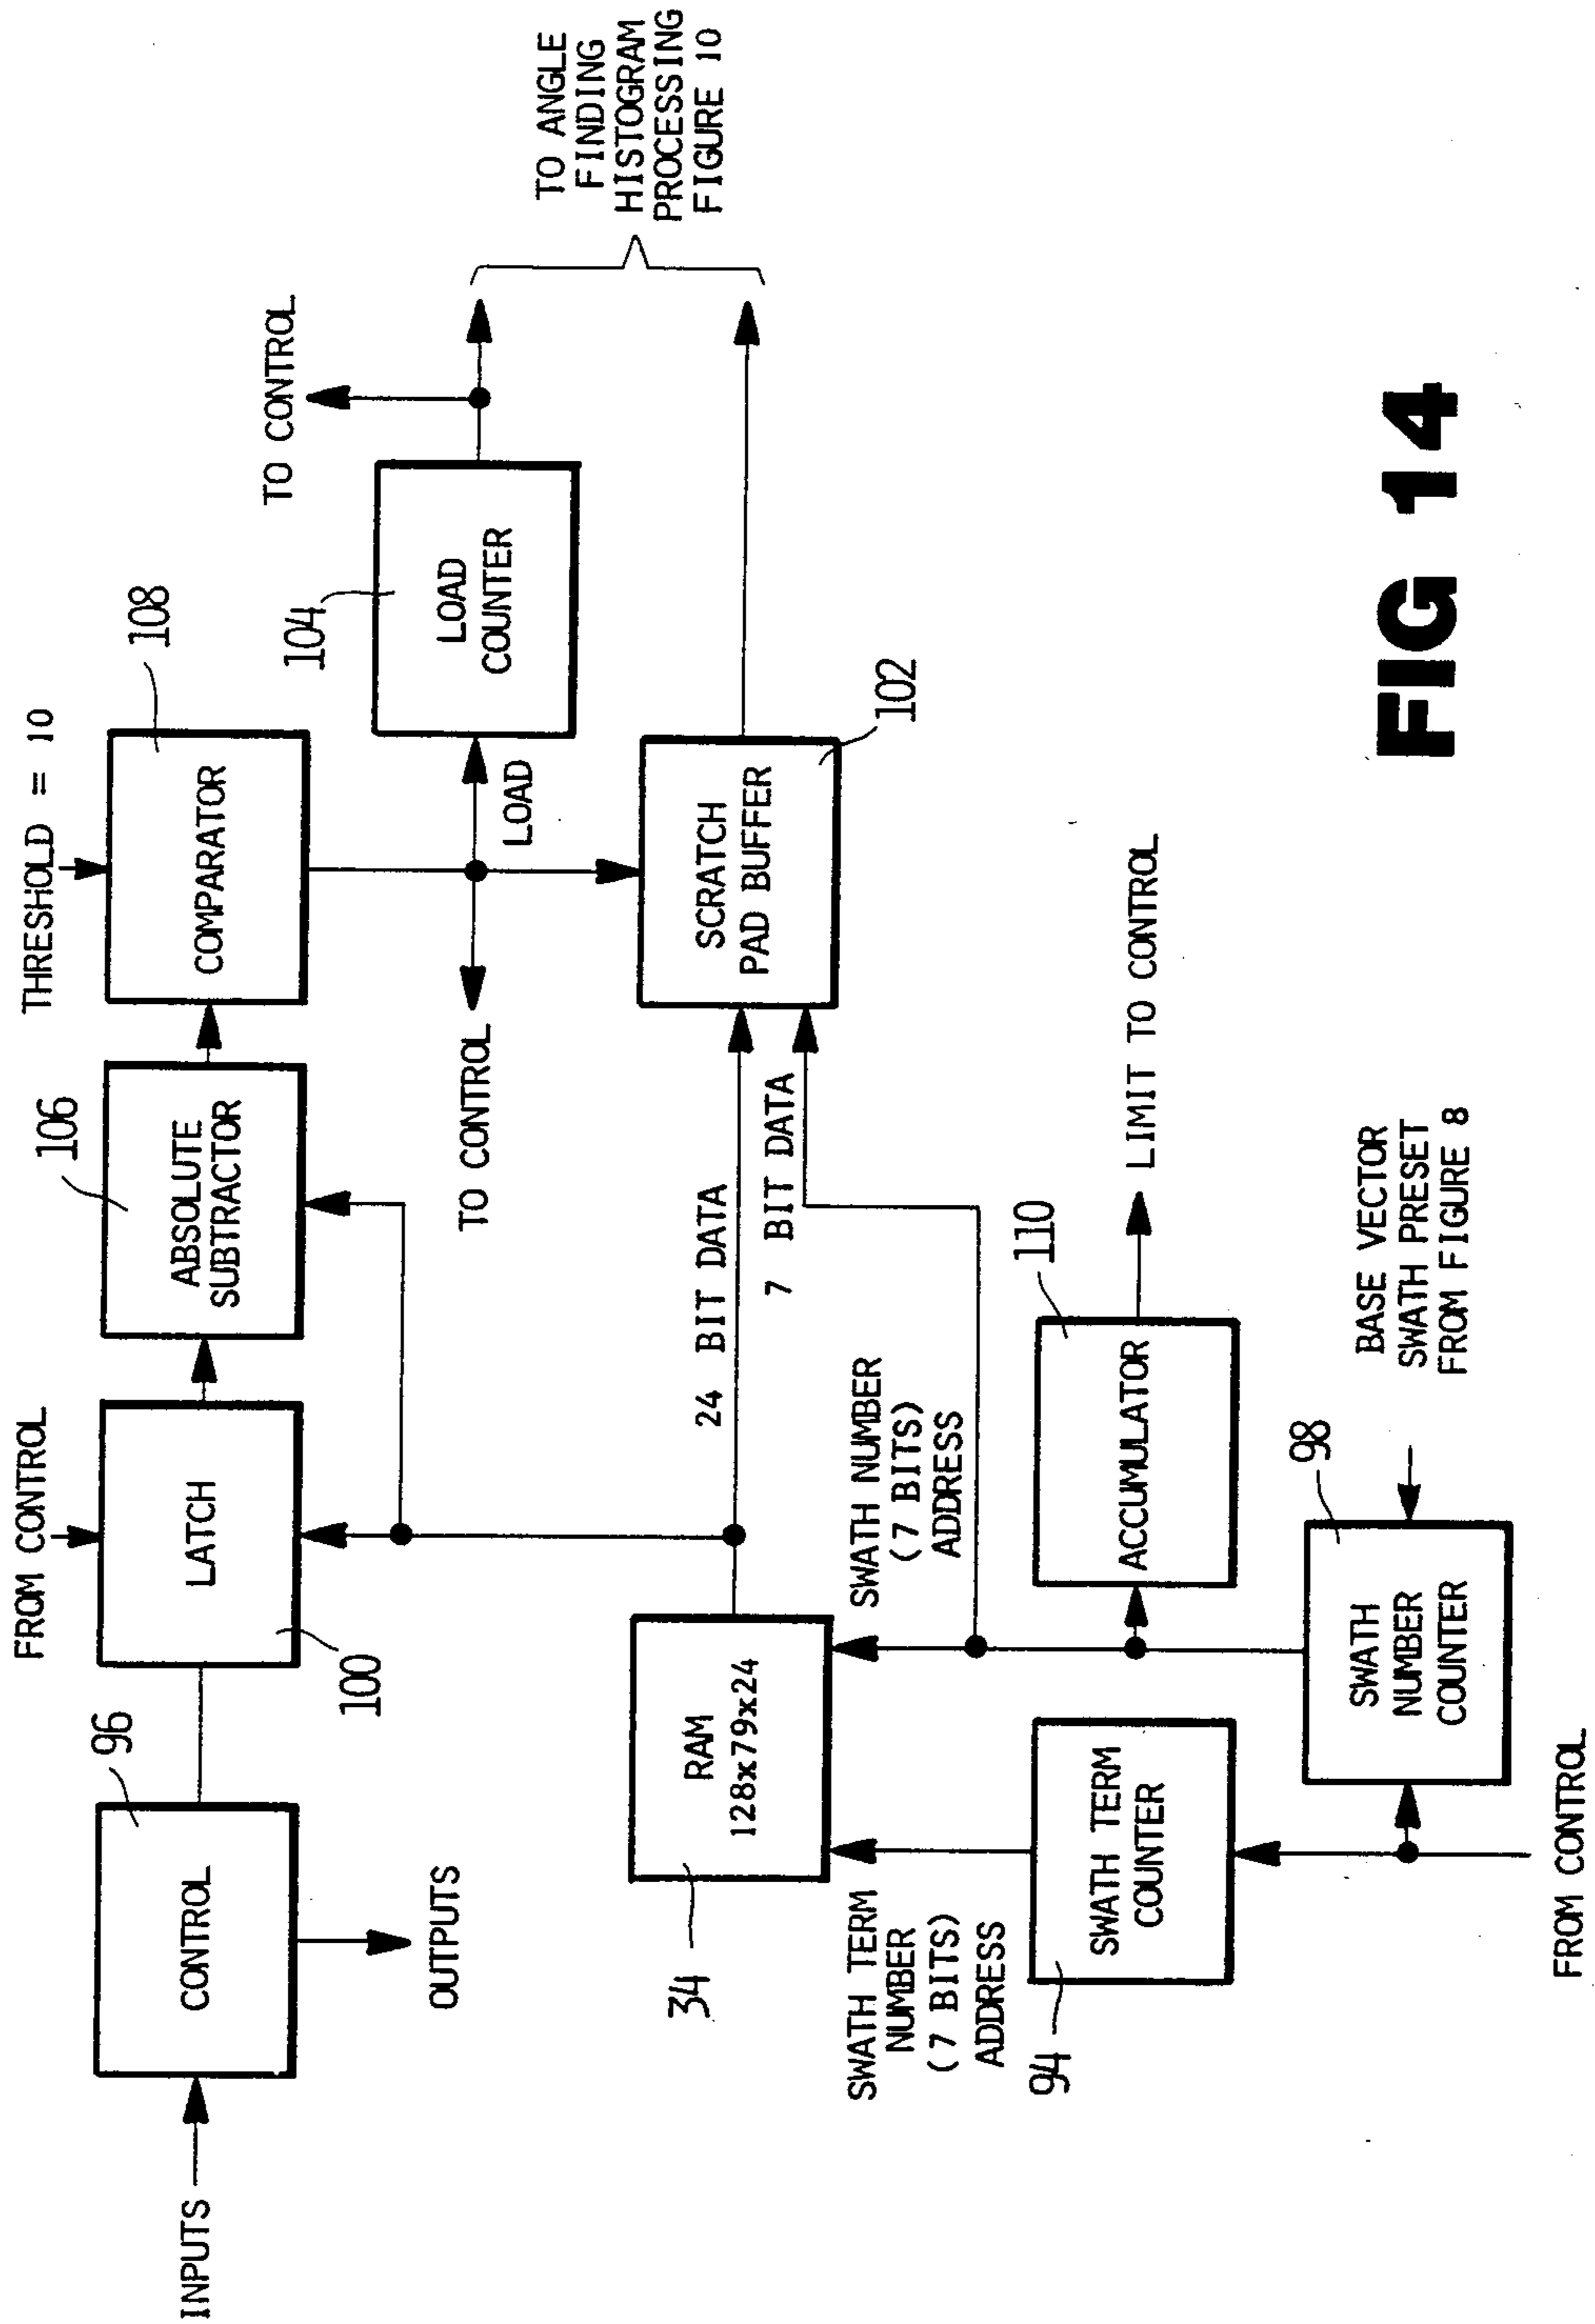 INPUTS
CONTROL
96
OUTPUTS
FROM CONTROL
LATCH
100
ABSOLUTE
SUBTRACTOR
106
THRESHOLD = 10
COMPARATOR
108
TO CONTROL
LOAD
LOAD
COUNTER
104
TO CONTROL
TO ANGLE
FINDING
HISTOGRAM
PROCESSING
FIGURE 10
RAM
128x79x24
34
24 BIT DATA
7 BIT DATA
SCRATCH
PAD BUFFER
102
SWATH TERM
NUMBER
(7 BITS)
ADDRESS
SWATH NUMBER
(7 BITS)
ADDRESS
SWATH TERM
COUNTER
94
ACCUMULATOR
110
LIMIT TO CONTROL
SWATH
NUMBER
COUNTER
98
BASE VECTOR
SWATH PRESET
FROM FIGURE 8
FROM CONTROL
FIG 14